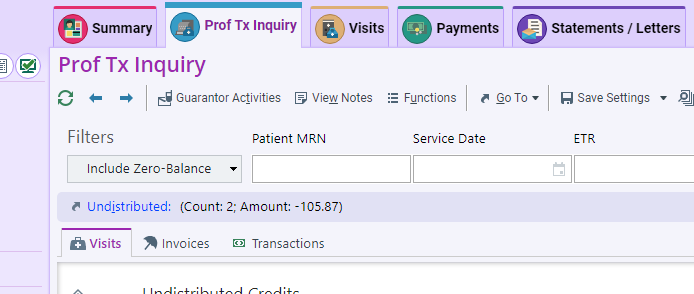 Summary
Prof Tx Inquiry
Visits
Payments
Statements / Letters
Prof Tx Inquiry
Guarantor Activities
View Notes
Functions
Go To
Save Settings
Filters
Patient MRN
Service Date
ETR
Include Zero-Balance
Undistributed: (Count: 2; Amount: -105.87)
Visits
Invoices
Transactions
Undistributed Credits